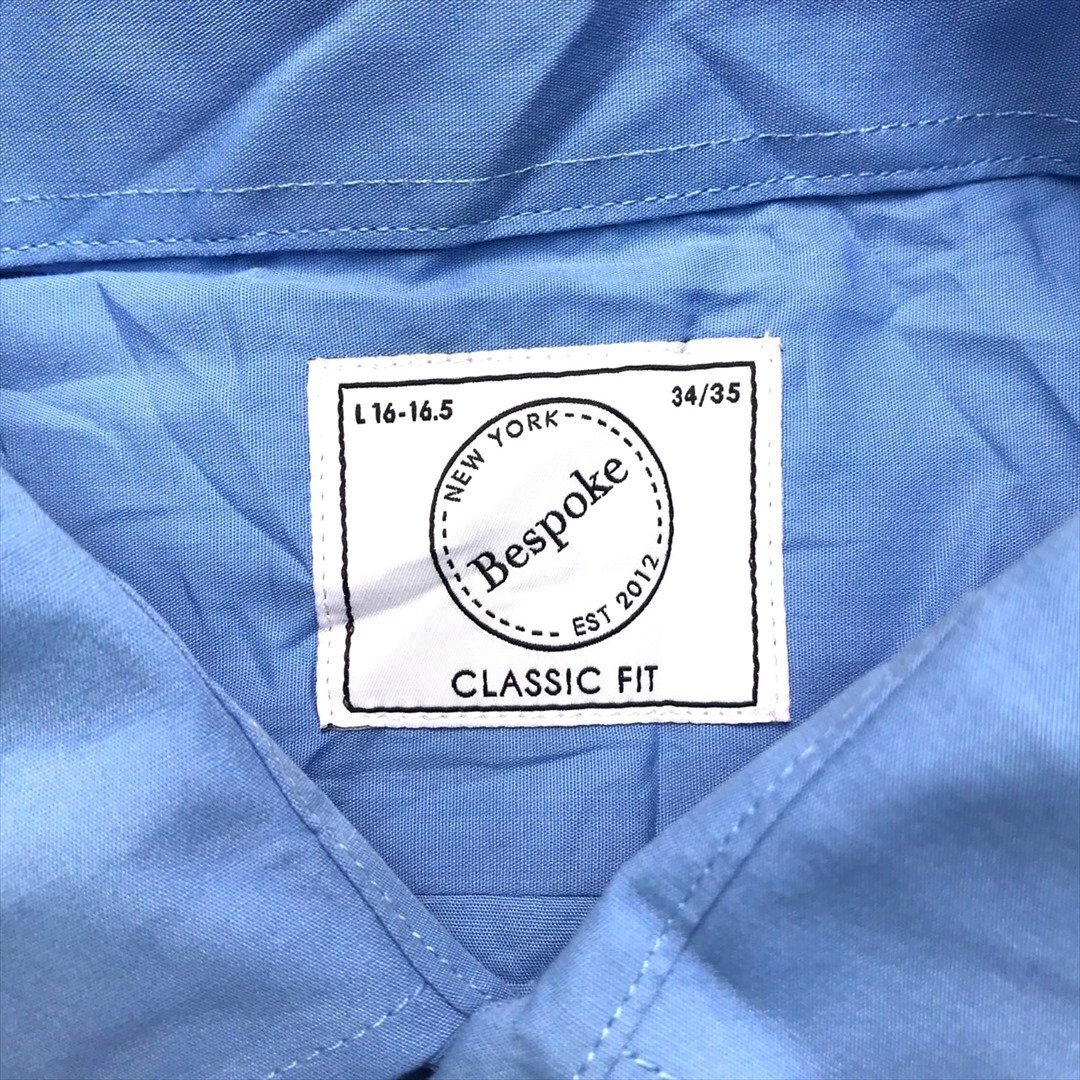 L 16-16.5
34/35
NEW YORK
Bespoke
EST 2012
CLASSIC FIT